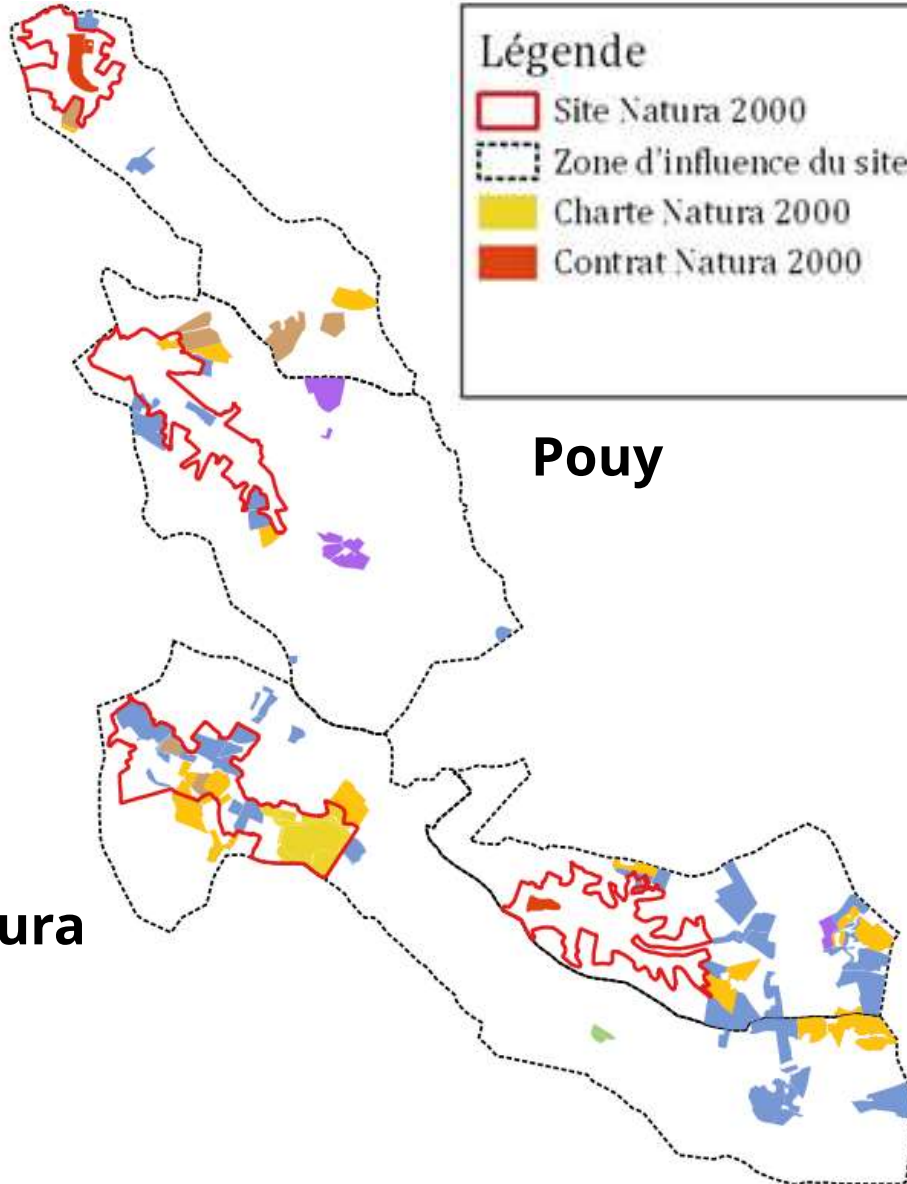 Légende
Site Natura 2000
Zone d'influence du site
Charte Natura 2000
Contrat Natura 2000
Pouy
ura